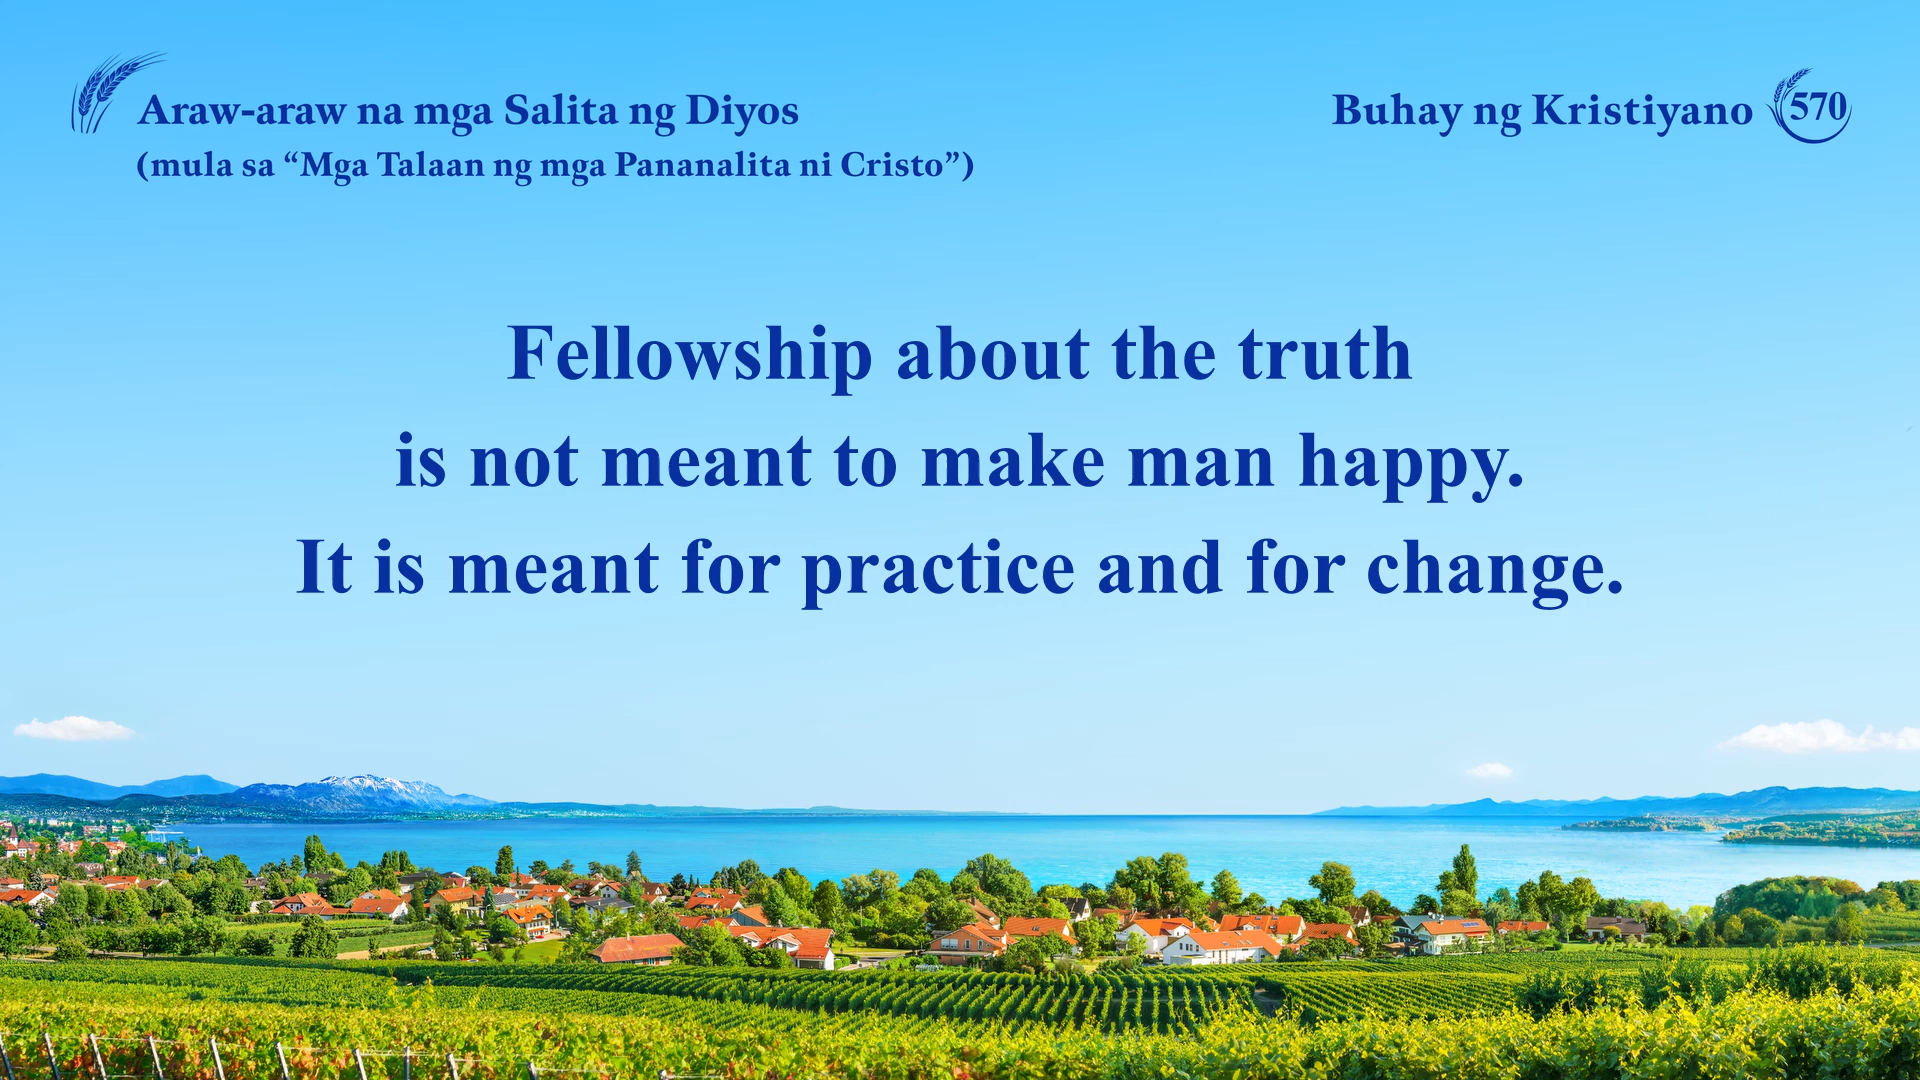 Araw-araw na mga Salita ng Diyos
(mula sa “Mga Talaan ng mga Pananalita ni Cristo”)
Buhay ng Kristiyano 570
Fellowship about the truth
is not meant to make man happy.
It is meant for practice and for change.